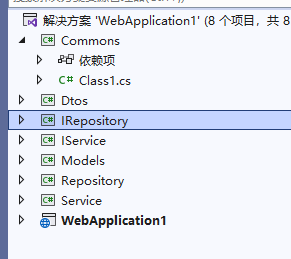 解决方案 'WebApplication1' (8 个项目，共 8
Commons
依赖项
Class1.cs
Dtos
IRepository
IService
Models
Repository
Service
WebApplication1